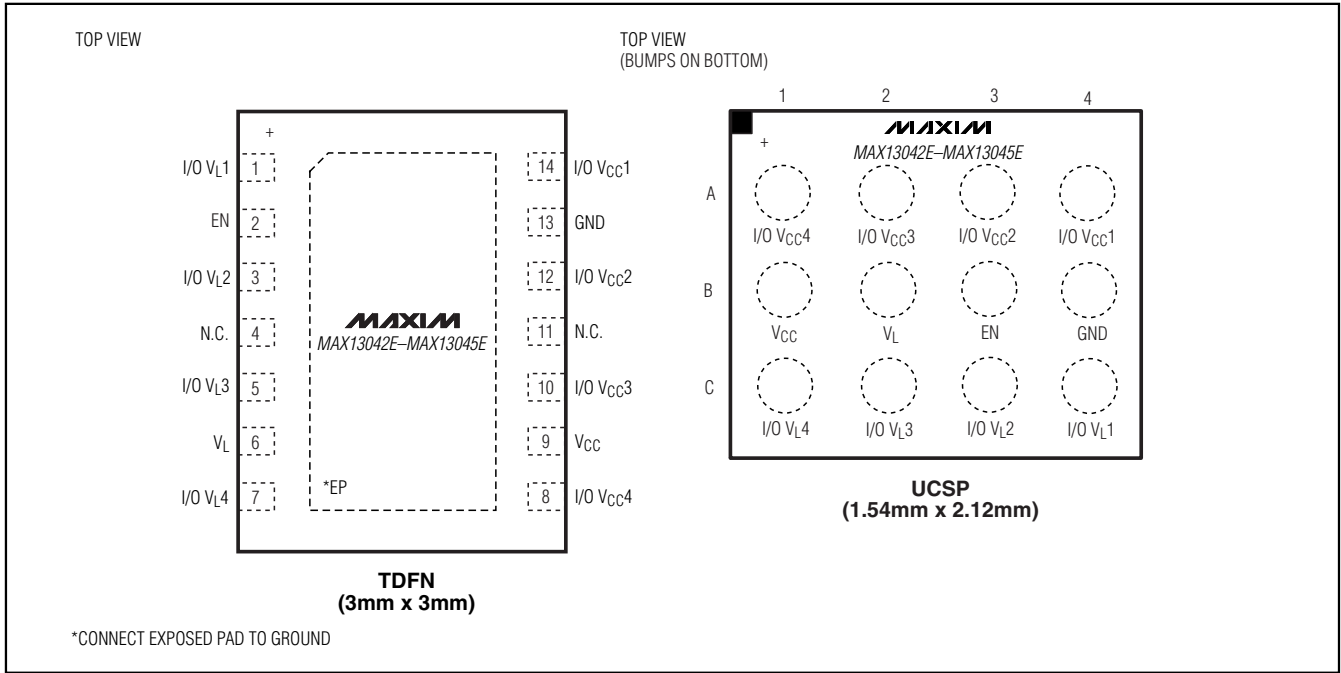 TOP VIEW
+
I/O VL1 1
EN 2
I/O VL2 3
N.C. 4
I/O VL3 5
VL 6
I/O VL4 7
14 I/O VCC1
13 GND
12 I/O VCC2
11 N.C.
10 I/O VCC3
9 VCC
8 I/O VCC4
MAXIM
MAX13042E–MAX13045E
*EP
TDFN
(3mm x 3mm)
*CONNECT EXPOSED PAD TO GROUND
TOP VIEW
(BUMPS ON BOTTOM)
1 2 3 4
MAXIM
+
MAX13042E–MAX13045E
A
I/O VCC4 I/O VCC3 I/O VCC2 I/O VCC1
B
VCC VL EN GND
C
I/O VL4 I/O VL3 I/O VL2 I/O VL1
UCSP
(1.54mm x 2.12mm)